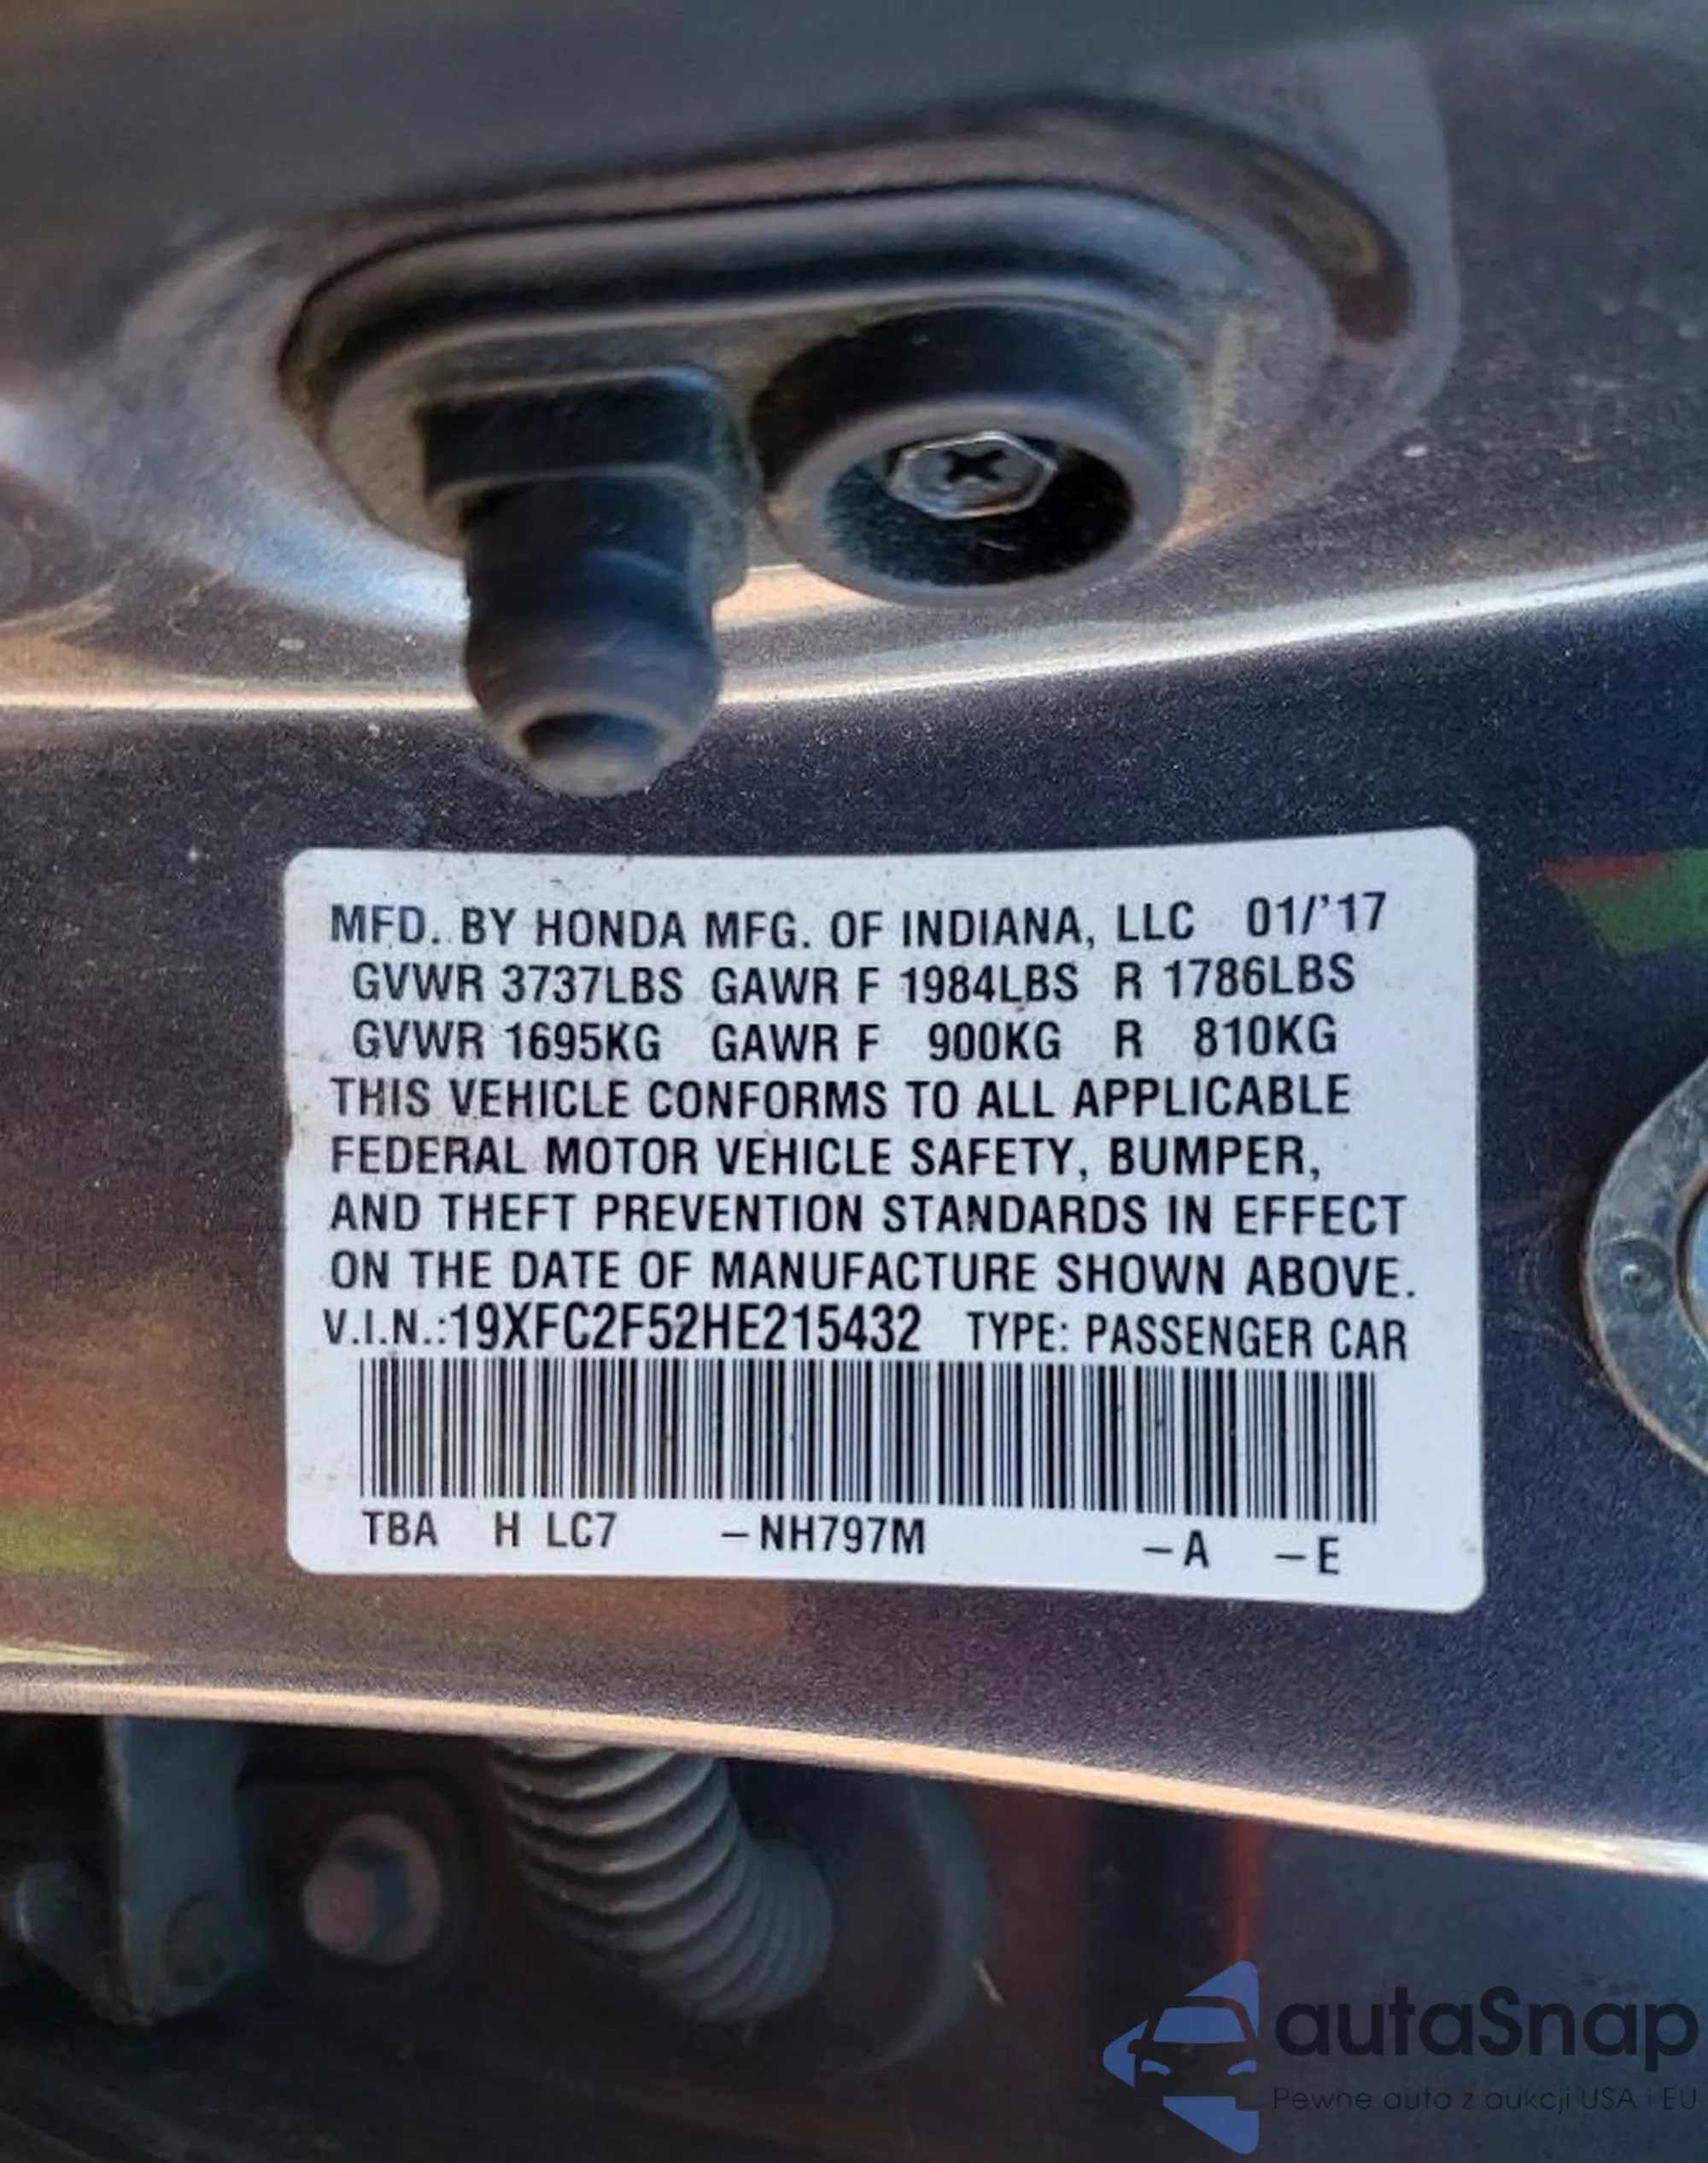 MFD. BY HONDA MFG. OF INDIANA, LLC 01/'17
GVWR 3737LBS GAWR F 1984LBS R 1786LBS
GVWR 1695KG GAWR F 900KG R 810KG
THIS VEHICLE CONFORMS TO ALL APPLICABLE
FEDERAL MOTOR VEHICLE SAFETY, BUMPER,
AND THEFT PREVENTION STANDARDS IN EFFECT
ON THE DATE OF MANUFACTURE SHOWN ABOVE.
V.I.N.:19XFC2F52HE215432 TYPE: PASSENGER CAR
TBA H LC7 –NH797M –A –E
autaSnap
Pewne auta z aukcji USA i EU